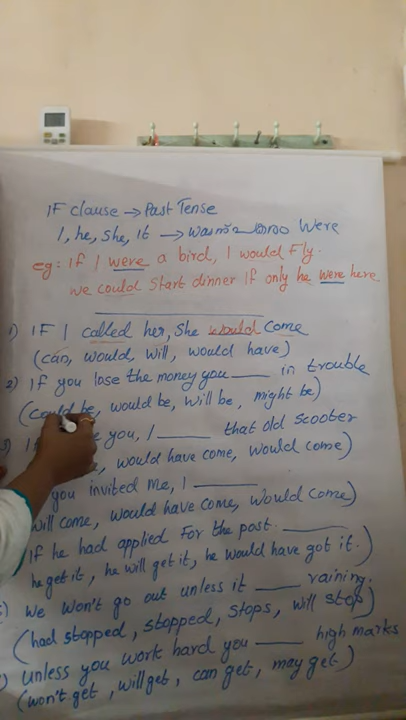 IF clause → Past Tense
I, he, she, it → Were
eg: If I were a bird, I would Fly.
We could start dinner if only he were here
1) IF I called her, she would come
(can, would, will, would have)
2) If you lose the money you ____ in trouble
(could be, would be, will be, might be)
you, I ____ that old scooter
would have come, would come)
you invited me, I ____
will come, would have come, would come)
If he had applied For the post. ____
he get it, he will get it, he would have got it.)
We won't go out unless it ____ raining.
(had stopped, stopped, stops, will stop)
Unless you work hard you ____ high marks
(won't get, will get, can get, may get)